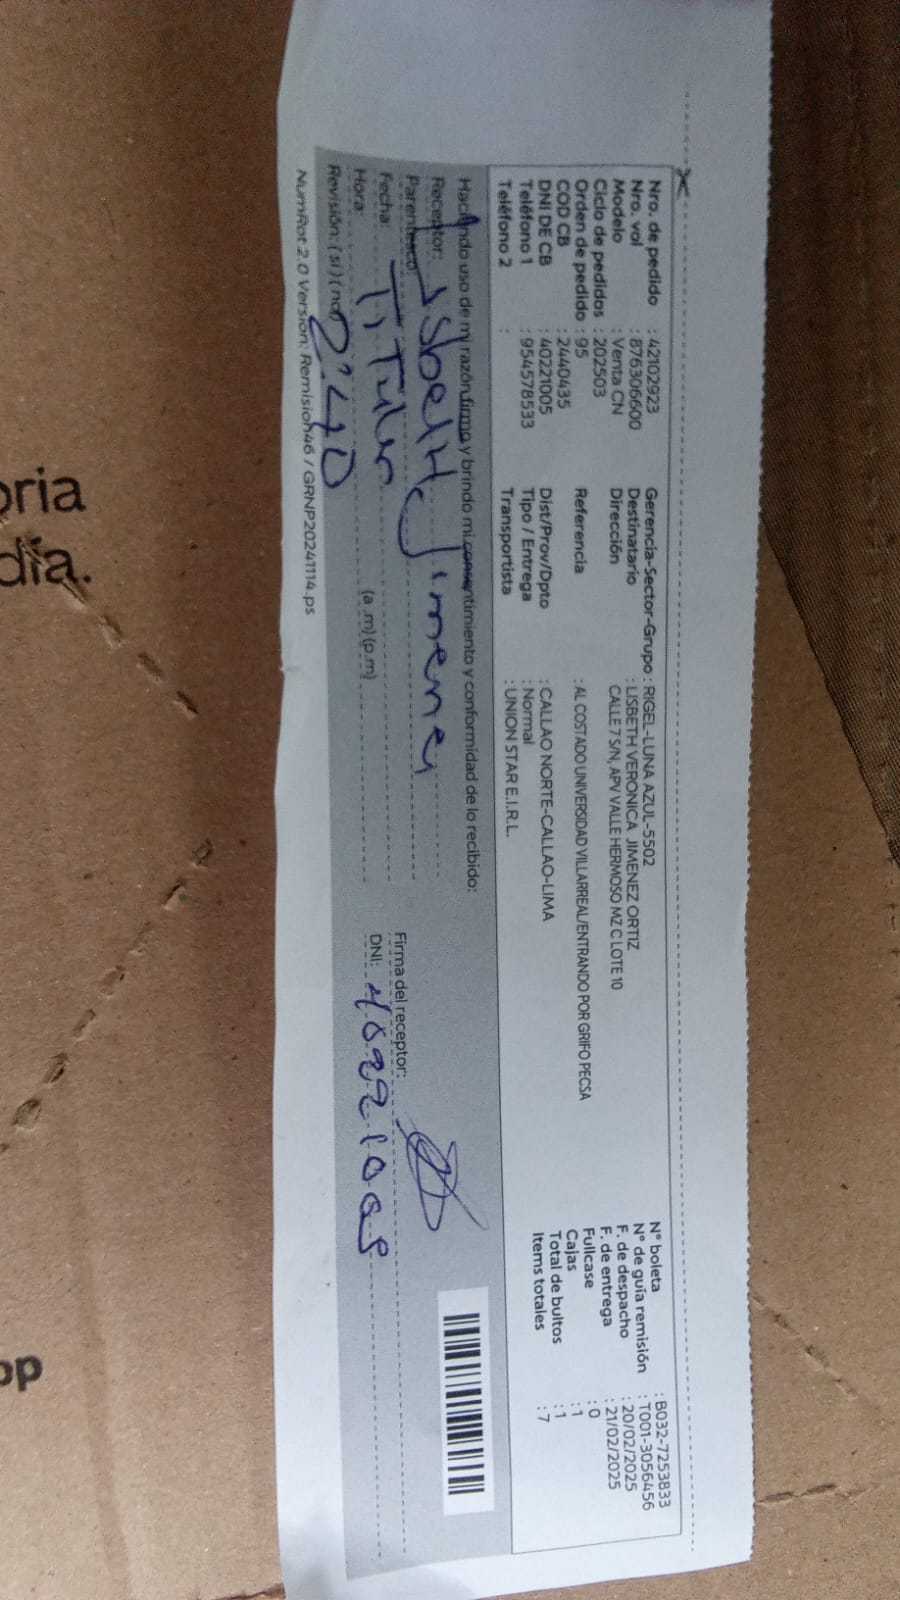 Nro. de pedido : 42102923
Nro. vol : 876306600
Modelo : Venta CN
Ciclo de pedidos : 202503
Orden de pedido : 95
COD CB : 2440435
DNI DE CB : 40221005
Teléfono 1 : 954578533
Teléfono 2 :
Gerencia-Sector-Grupo : RIGEL-LUNA AZUL-5502
Destinatario : LISBETH VERONICA JIMENEZ ORTIZ
Dirección CALLE 7 S/N, APV VALLE HERMOSO MZ C LOTE 10
Referencia : AL COSTADO UNIVERSIDAD VILLARREAL/ENTRANDO POR GRIFO PECSA
Dist/Prov/Dpto : CALLAO NORTE-CALLAO-LIMA
Tipo / Entrega : Normal
Transportista : UNION STAR E.I.R.L.
N° boleta : B032-7253833
N° de guía remisión : T001-3056456
F. de despacho : 20/02/2025
F. de entrega : 21/02/2025
Fullcase : 0
Cajas : 1
Total de bultos : 1
Items totales : 7
Haciendo uso de mi razón firmo y brindo mi consentimiento y conformidad de lo recibido:
Receptor: Lisbeth Jimenez
Parentesco: Titular
Fecha:
Hora: 2:40 (a .m) (p.m)
Revisión: (si) (no)
Firma del receptor:
DNI: 40221005
NumRot 2.0 Version: Remision46 / GRNP20241114.ps
oria
día.
op